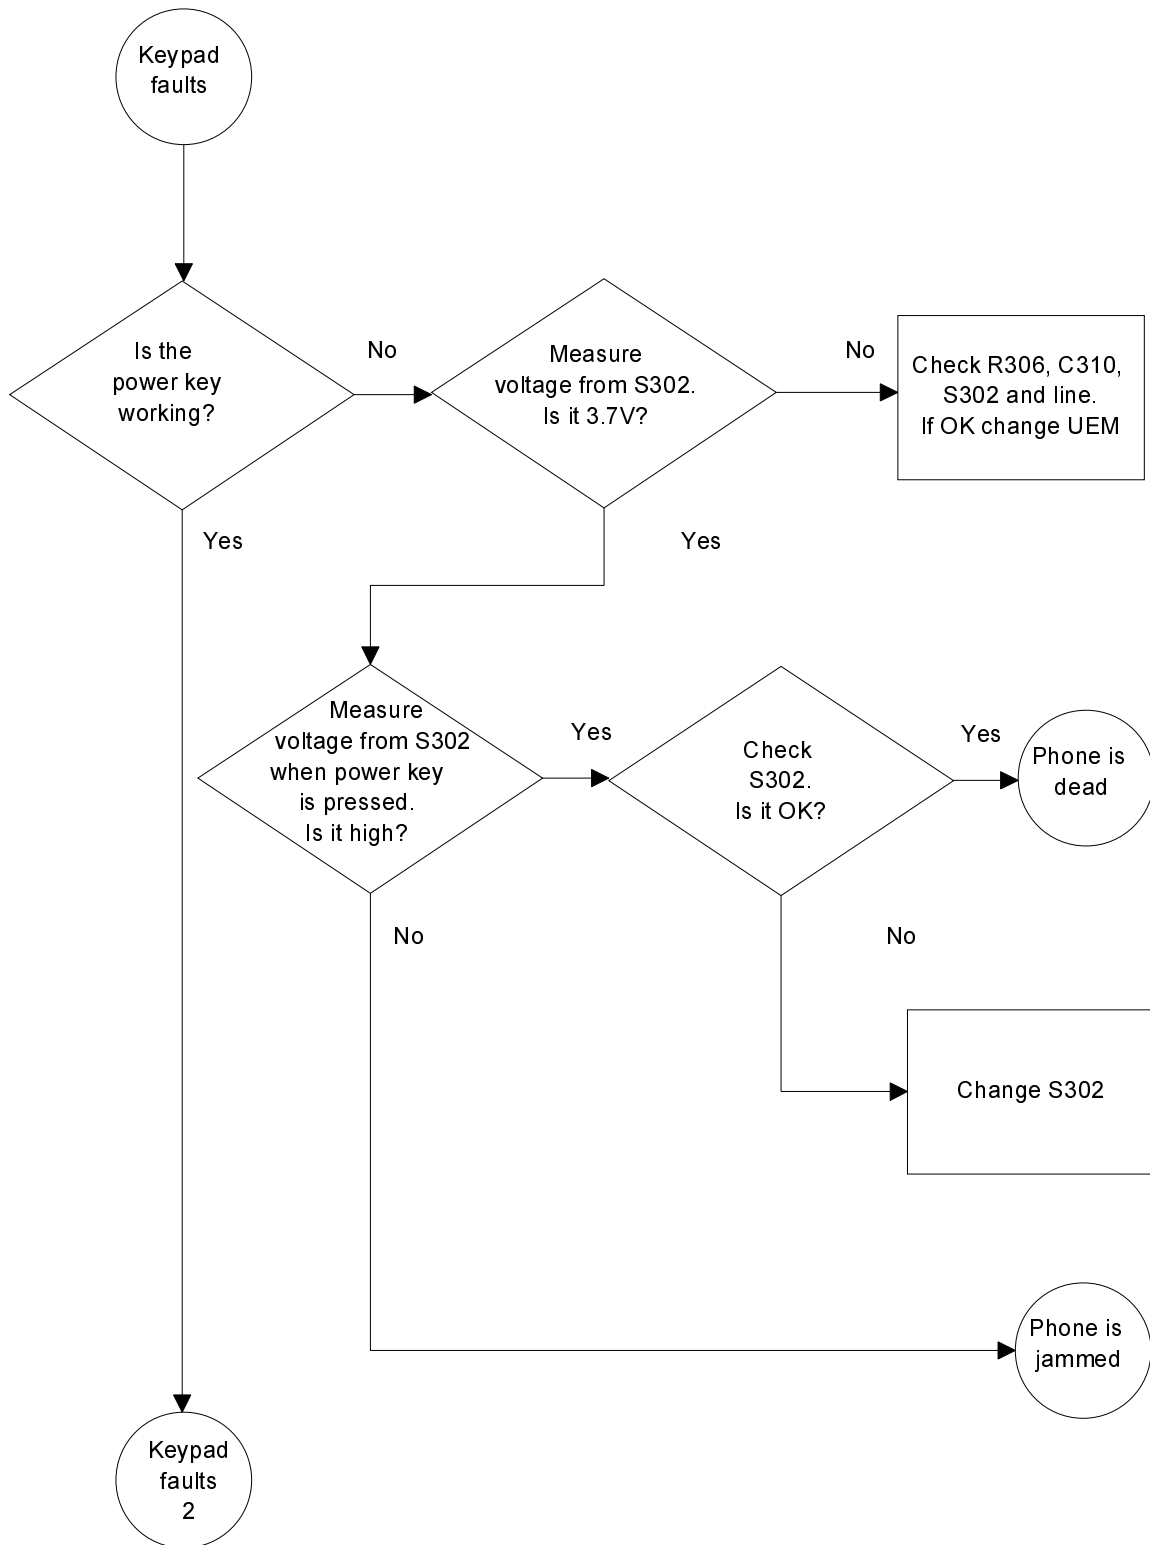 Keypad
faults
Is the
power key
working?
No
Measure
voltage from S302.
Is it 3.7V?
No
Check R306, C310,
S302 and line.
If OK change UEM
Yes
Yes
Measure
voltage from S302
when power key
is pressed.
Is it high?
Yes
Check
S302.
Is it OK?
Yes
Phone is
dead
No
No
Change S302
Phone is
jammed
Keypad
faults
2